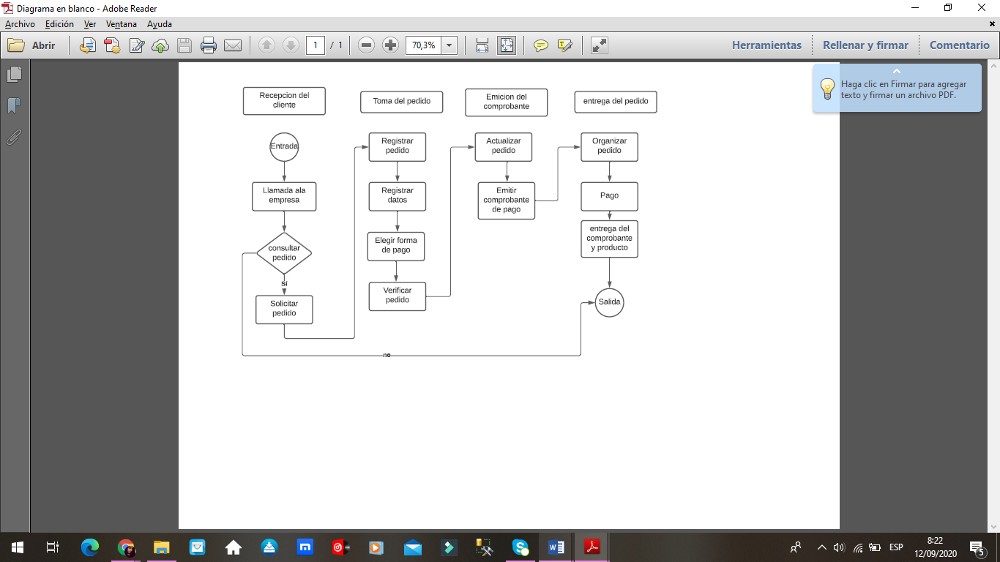 Diagrama en blanco - Adobe Reader
Archivo Edición Ver Ventana Ayuda
Abrir
1 / 1
70,3%
Herramientas Rellenar y firmar Comentario
Haga clic en Firmar para agregar
texto y firmar un archivo PDF.
Recepcion del
cliente
Toma del pedido
Emicion del
comprobante
entrega del pedido
Entrada
Llamada ala
empresa
consultar
pedido
Sí
Solicitar
pedido
Registrar
pedido
Registrar
datos
Elegir forma
de pago
Verificar
pedido
Actualizar
pedido
Emitir
comprobante
de pago
Organizar
pedido
Pago
entrega del
comprobante
y producto
Salida
no
ESP
8:22
12/09/2020
5